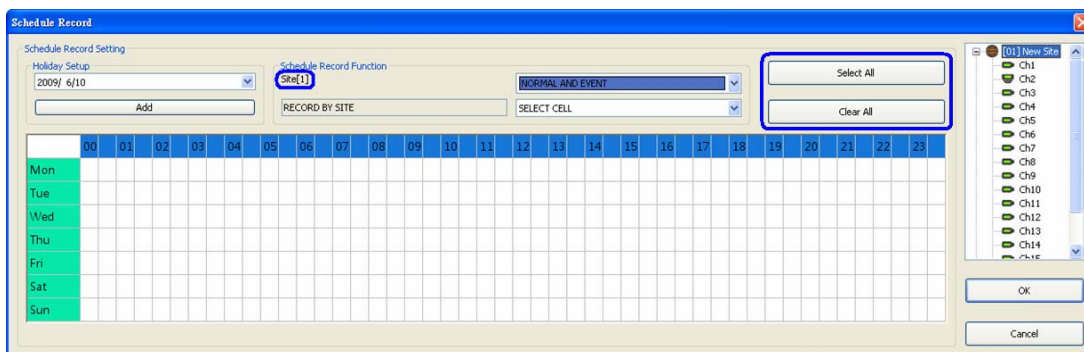 Schedule Record
Schedule Record Setting
Holiday Setup
2009/ 6/10
Add
Schedule Record Function
Site[1]
NORMAL AND EVENT
RECORD BY SITE
SELECT CELL
Select All
Clear All
00 01 02 03 04 05 06 07 08 09 10 11 12 13 14 15 16 17 18 19 20 21 22 23
Mon
Tue
Wed
Thu
Fri
Sat
Sun
[01] New Site
Ch1
Ch2
Ch3
Ch4
Ch5
Ch6
Ch7
Ch8
Ch9
Ch10
Ch11
Ch12
Ch13
Ch14
Ch15
OK
Cancel